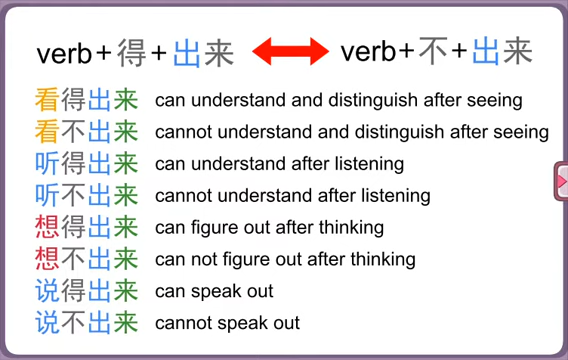 verb+得+出来 verb+不+出来
看得出来 can understand and distinguish after seeing
看不出来 cannot understand and distinguish after seeing
听得出来 can understand after listening
听不出来 cannot understand after listening
想得出来 can figure out after thinking
想不出来 can not figure out after thinking
说得出来 can speak out
说不出来 cannot speak out